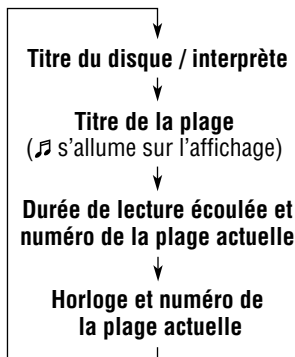 Titre du disque / interprète
Titre de la plage
(♫ s’allume sur l’affichage)
Durée de lecture écoulée et
numéro de la plage actuelle
Horloge et numéro de
la plage actuelle